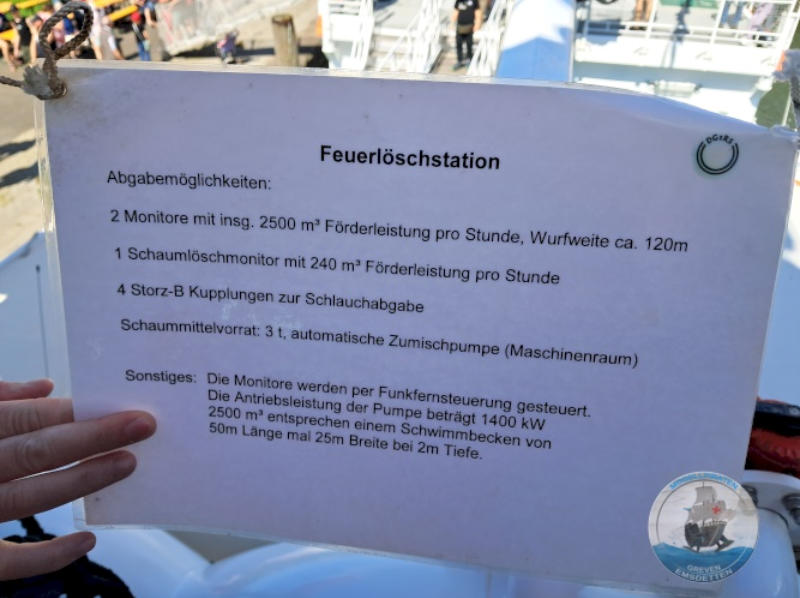 Feuerlöschstation
DGzRS
Abgabemöglichkeiten:
2 Monitore mit insg. 2500 m³ Förderleistung pro Stunde, Wurfweite ca. 120m
1 Schaumlöschmonitor mit 240 m³ Förderleistung pro Stunde
4 Storz-B Kupplungen zur Schlauchabgabe
Schaummittelvorrat: 3 t, automatische Zumischpumpe (Maschinenraum)
Sonstiges: Die Monitore werden per Funkfernsteuerung gesteuert.
Die Antriebsleistung der Pumpe beträgt 1400 kW
2500 m³ entsprechen einem Schwimmbecken von
50m Länge mal 25m Breite bei 2m Tiefe.
GREVEN
EMSDETTEN